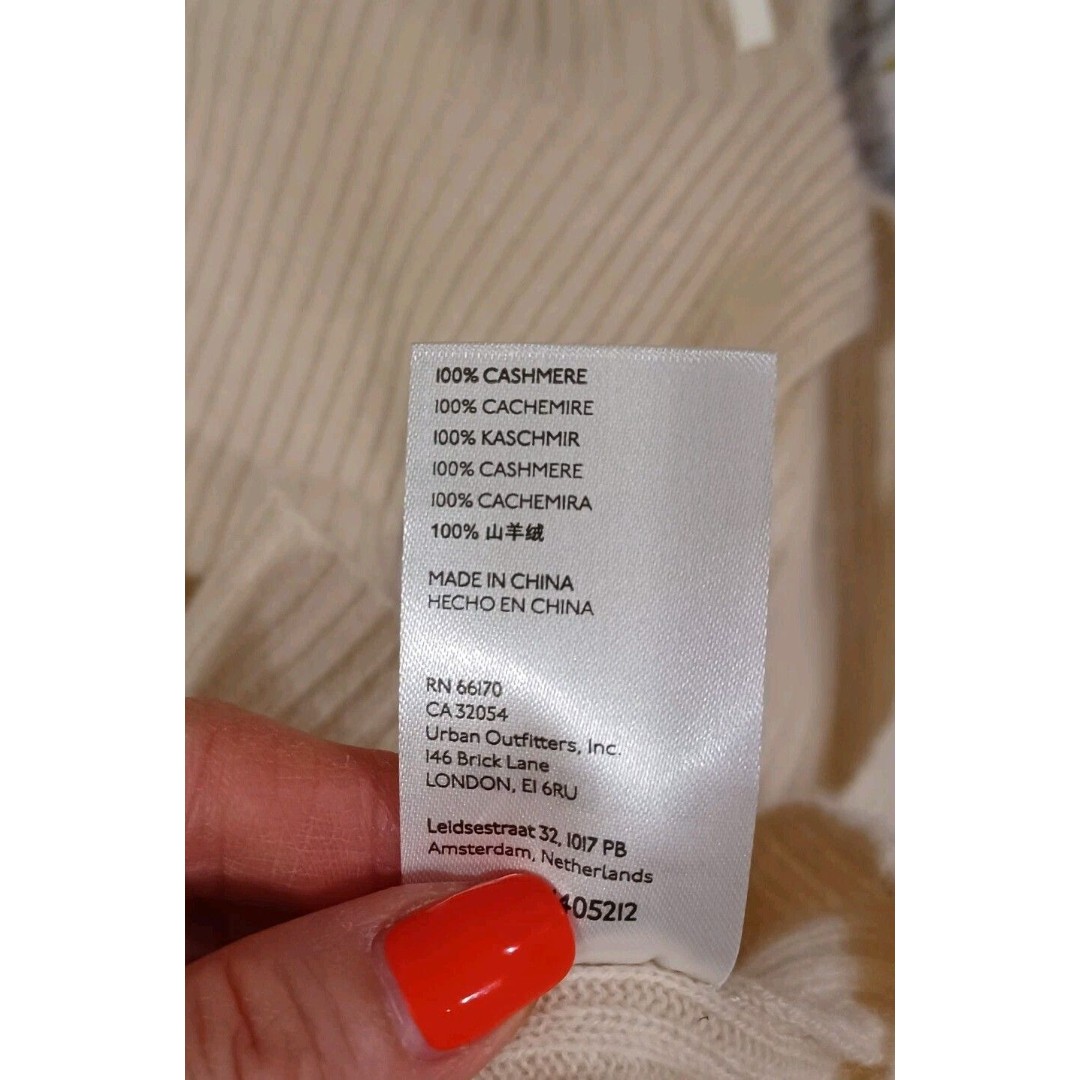 100% CASHMERE
100% CACHEMIRE
100% KASCHMIR
100% CASHMERE
100% CACHEMIRA
100% 山羊绒
MADE IN CHINA
HECHO EN CHINA
RN 66170
CA 32054
Urban Outfitters, Inc.
146 Brick Lane
LONDON, E1 6RU
Leidsestraat 32, 1017 PB
Amsterdam, Netherlands
405212